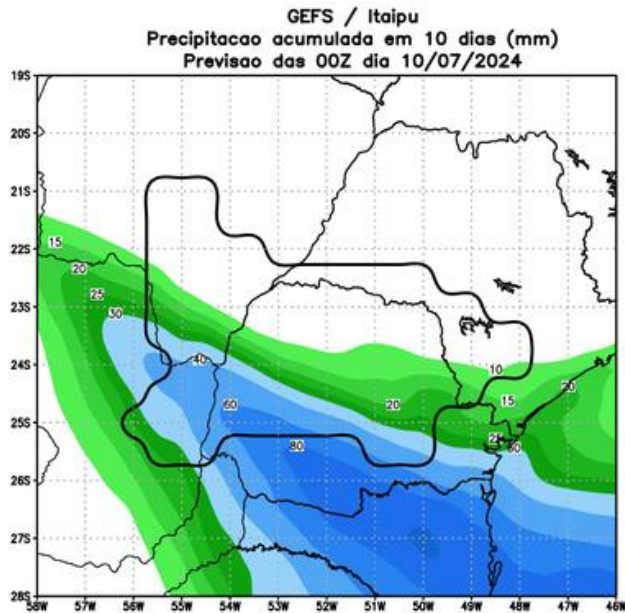 GEFS / Itaipu
Precipitacao acumulada em 10 dias (mm)
Previsao das 00Z dia 10/07/2024
19S
20S
21S
22S
23S
24S
25S
26S
27S
28S
15
20
25
30
40
60
80
20
10
15
20
25
30
58W
57W
56W
55W
54W
53W
52W
51W
50W
49W
48W
47W
46W